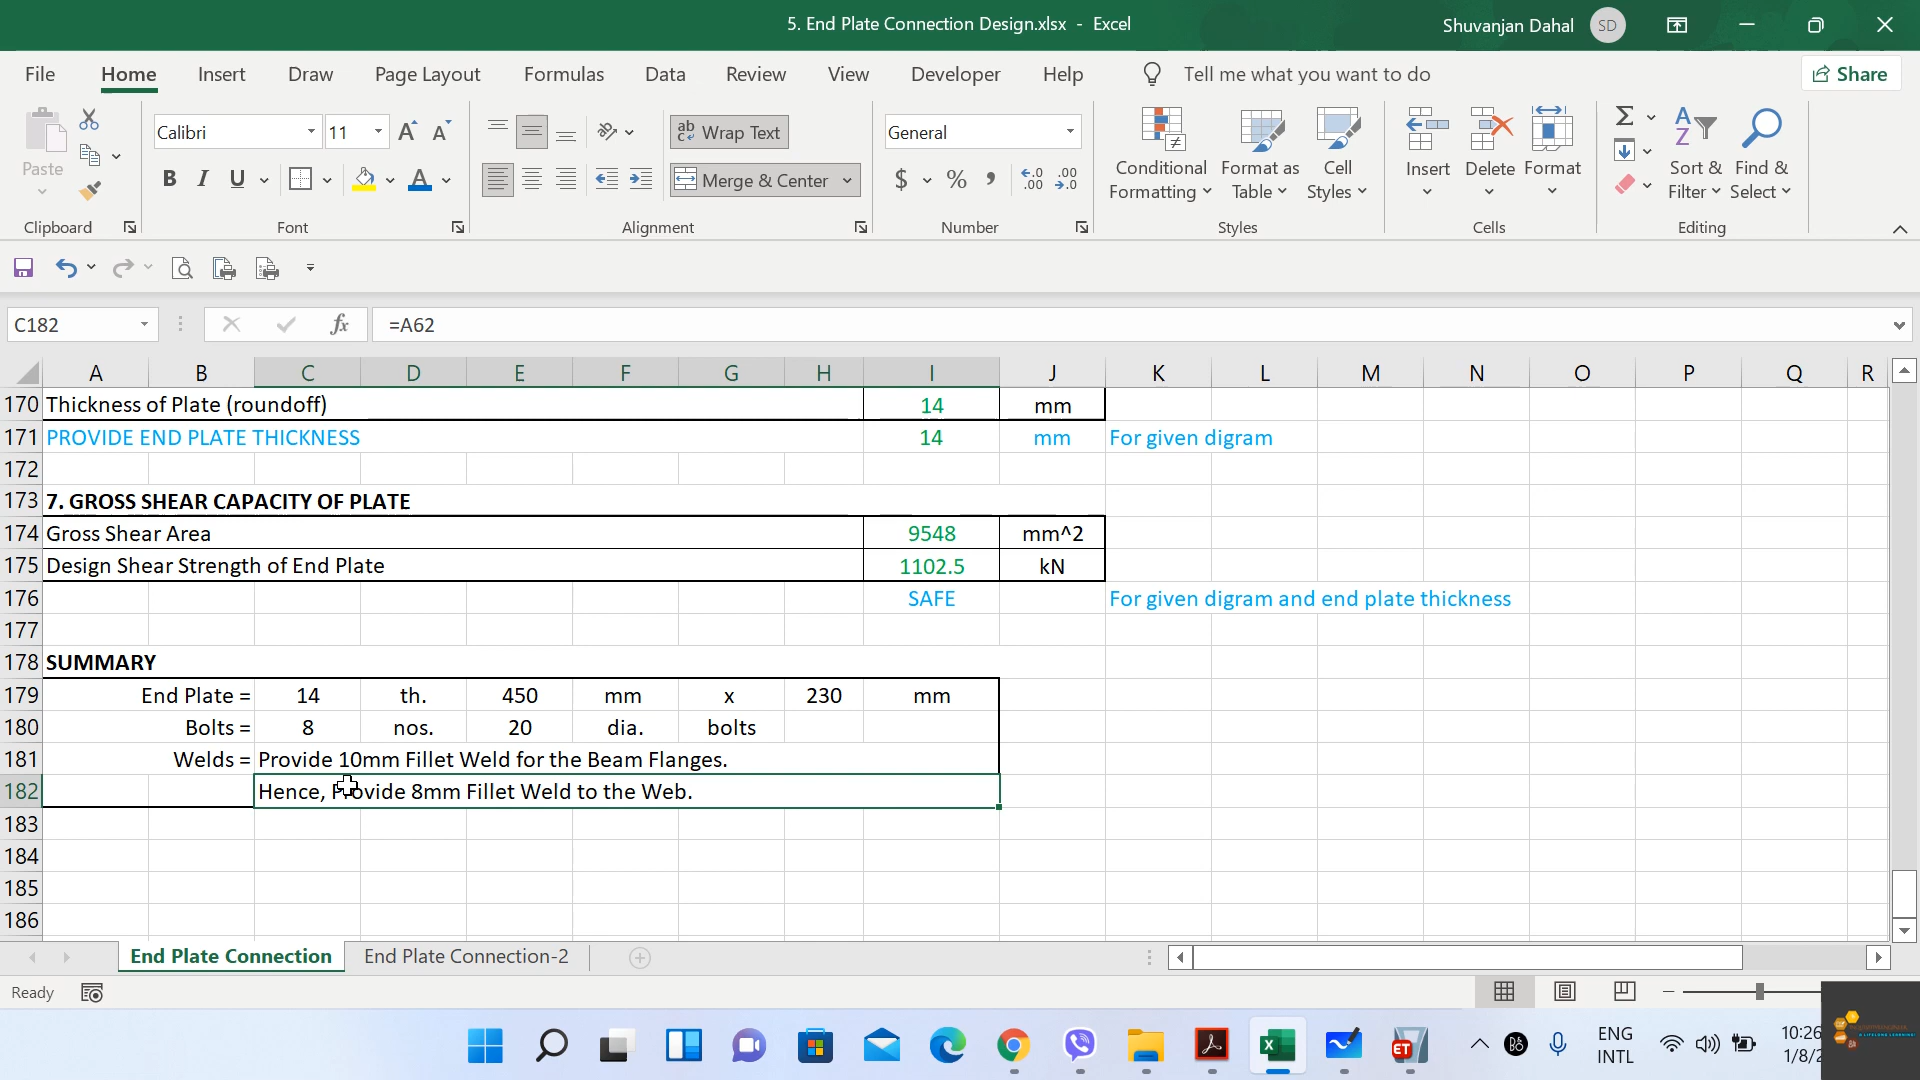 5. End Plate Connection Design.xlsx - Excel
Shuvanjan Dahal SD
File Home Insert Draw Page Layout Formulas Data Review View Developer Help Tell me what you want to do Share
Paste
Calibri 11
Wrap Text
General
Merge & Center
Conditional Formatting
Format as Table
Cell Styles
Insert Delete Format
Sort & Filter
Find & Select
Clipboard Font Alignment Number Styles Cells Editing
C182 fx =A62
A B C D E F G H I J K L M N O P Q R
170 Thickness of Plate (roundoff) 14 mm
171 PROVIDE END PLATE THICKNESS 14 mm For given digram
172
173 7. GROSS SHEAR CAPACITY OF PLATE
174 Gross Shear Area 9548 mm^2
175 Design Shear Strength of End Plate 1102.5 kN
176 SAFE For given digram and end plate thickness
177
178 SUMMARY
179 End Plate = 14 th. 450 mm x 230 mm
180 Bolts = 8 nos. 20 dia. bolts
181 Welds = Provide 10mm Fillet Weld for the Beam Flanges.
182 Hence, Provide 8mm Fillet Weld to the Web.
183
184
185
186
End Plate Connection End Plate Connection-2
Ready
ENG
INTL
10:26
1/8/2